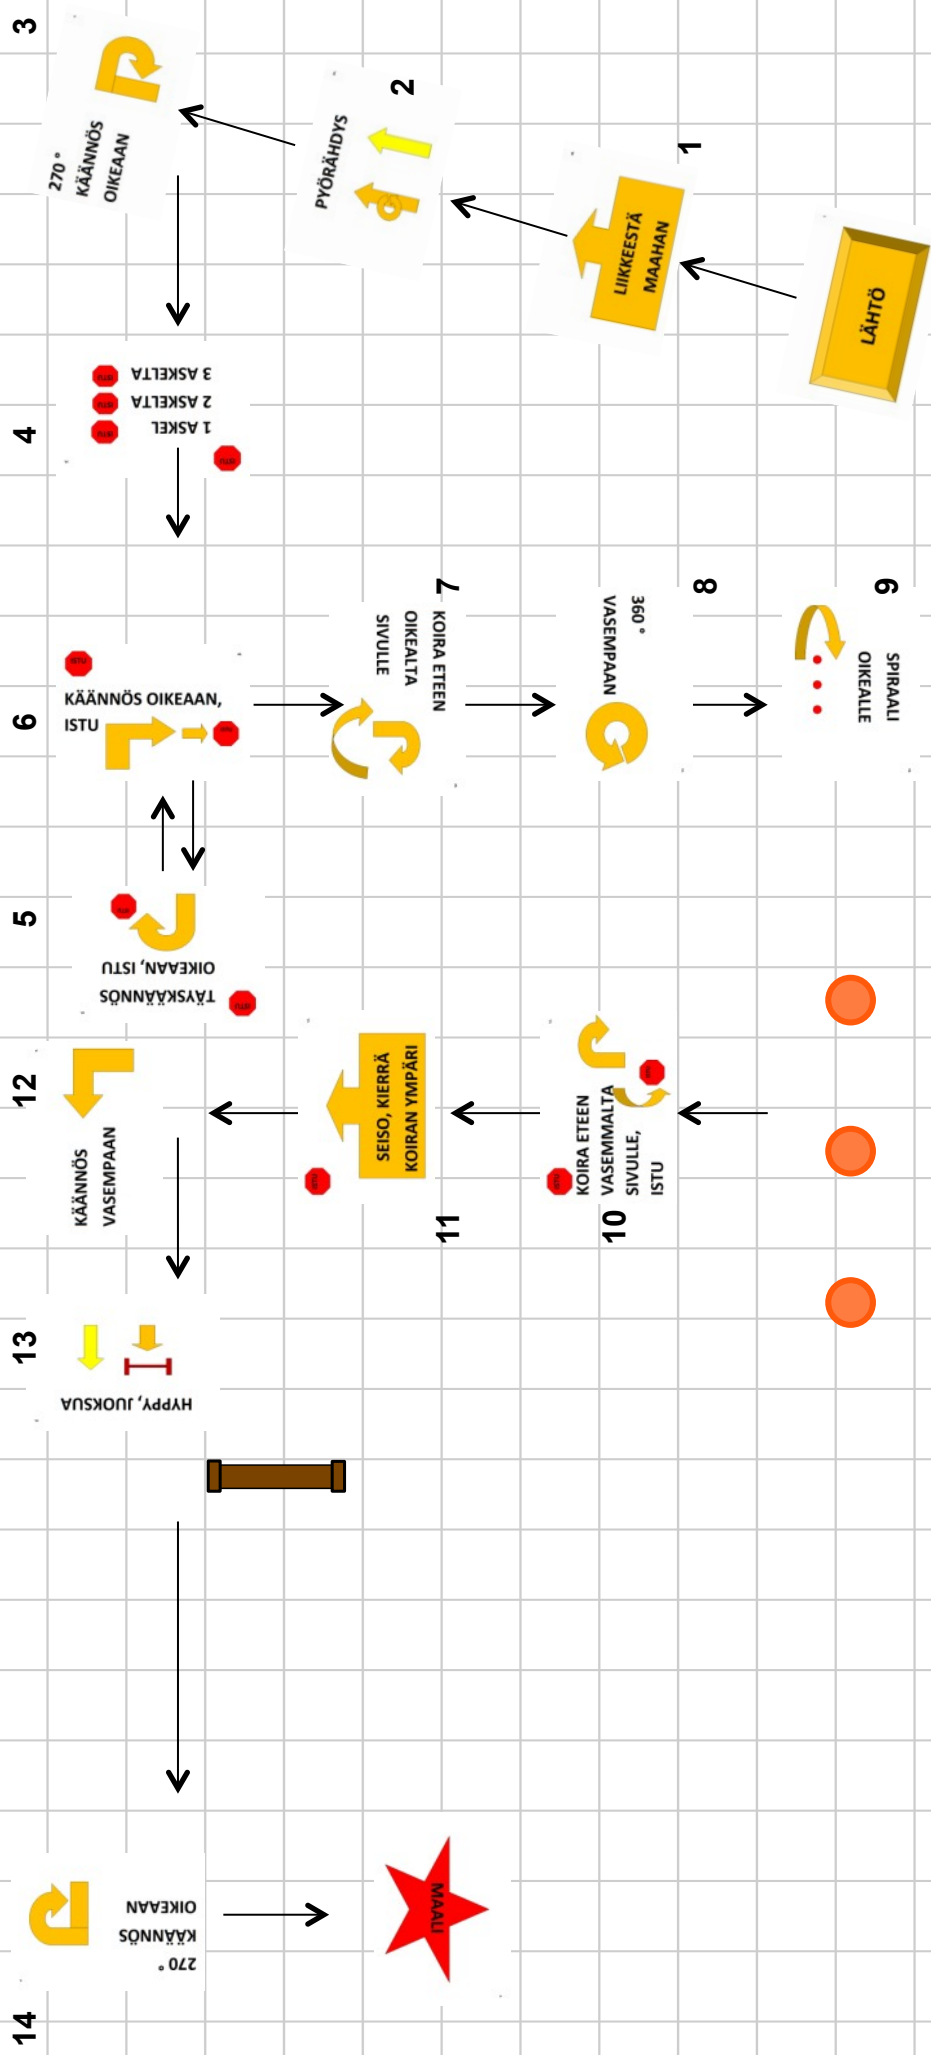 LÄHTÖ
1
LIIKKEESTÄ
MAAHAN
2
PYÖRÄHDYS
3
270 °
KÄÄNNÖS
OIKEAAN
4
1 ASKEL
2 ASKELTA
3 ASKELTA
5
TÄYSKÄÄNNÖS
OIKEAAN, ISTU
6
KÄÄNNÖS OIKEAAN,
ISTU
7
KOIRA ETEEN
OIKEALTA
SIVULLE
8
360 °
VASEMPAAN
9
SPIRAALI
OIKEALLE
10
KOIRA ETEEN
VASEMMALTA
SIVULLE,
ISTU
11
SEISO, KIERRÄ
KOIRAN YMPÄRI
12
KÄÄNNÖS
VASEMPAAN
13
HYPPY, JUOKSUA
14
270 °
KÄÄNNÖS
OIKEAAN
MAALI